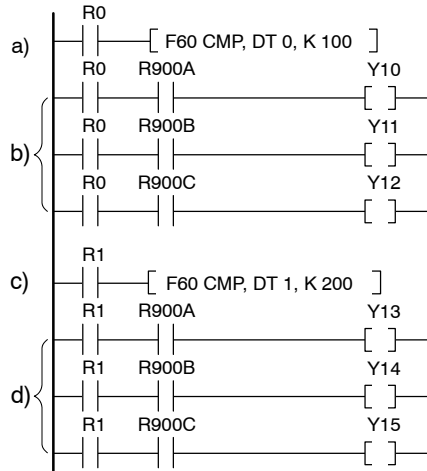 R0
a) F60 CMP, DT 0, K 100
R0 R900A Y10
R0 R900B Y11
b)
R0 R900C Y12
R1
c) F60 CMP, DT 1, K 200
R1 R900A Y13
R1 R900B Y14
d)
R1 R900C Y15